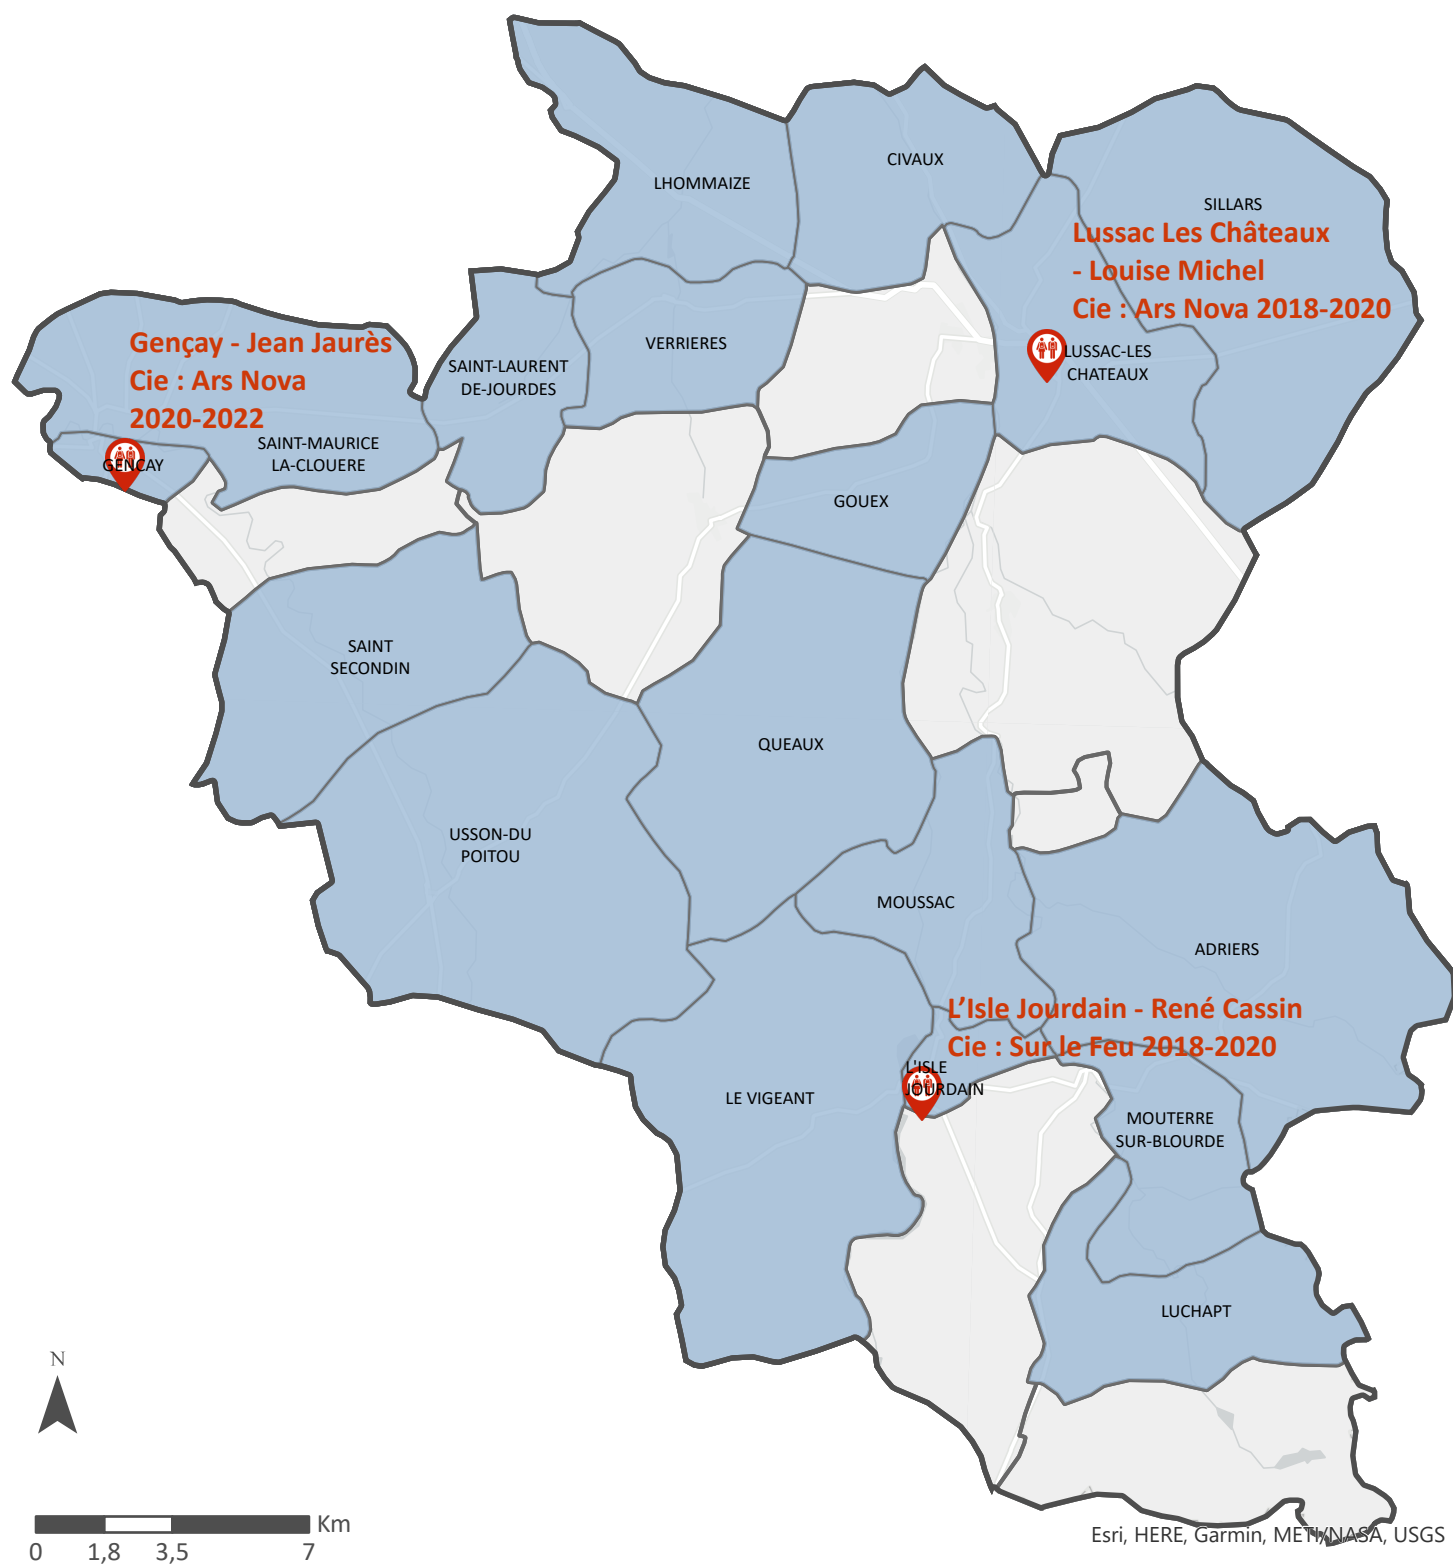 CIVAUX
LHOMMAIZE
SILLARS
Lussac Les Châteaux
- Louise Michel
Cie : Ars Nova 2018-2020
Gençay - Jean Jaurès
Cie : Ars Nova
2020-2022
VERRIERES
SAINT-LAURENT
DE-JOURDES
LUSSAC-LES
CHATEAUX
SAINT-MAURICE
LA-CLOUERE
GENÇAY
GOUEX
SAINT
SECONDIN
QUEAUX
USSON-DU
POITOU
MOUSSAC
ADRIERS
L’Isle Jourdain - René Cassin
Cie : Sur le Feu 2018-2020
L'ISLE
JOURDAIN
LE VIGEANT
MOUTERRE
SUR-BLOURDE
LUCHAPT
N
Km
0 1,8 3,5 7
Esri, HERE, Garmin, METI/NASA, USGS